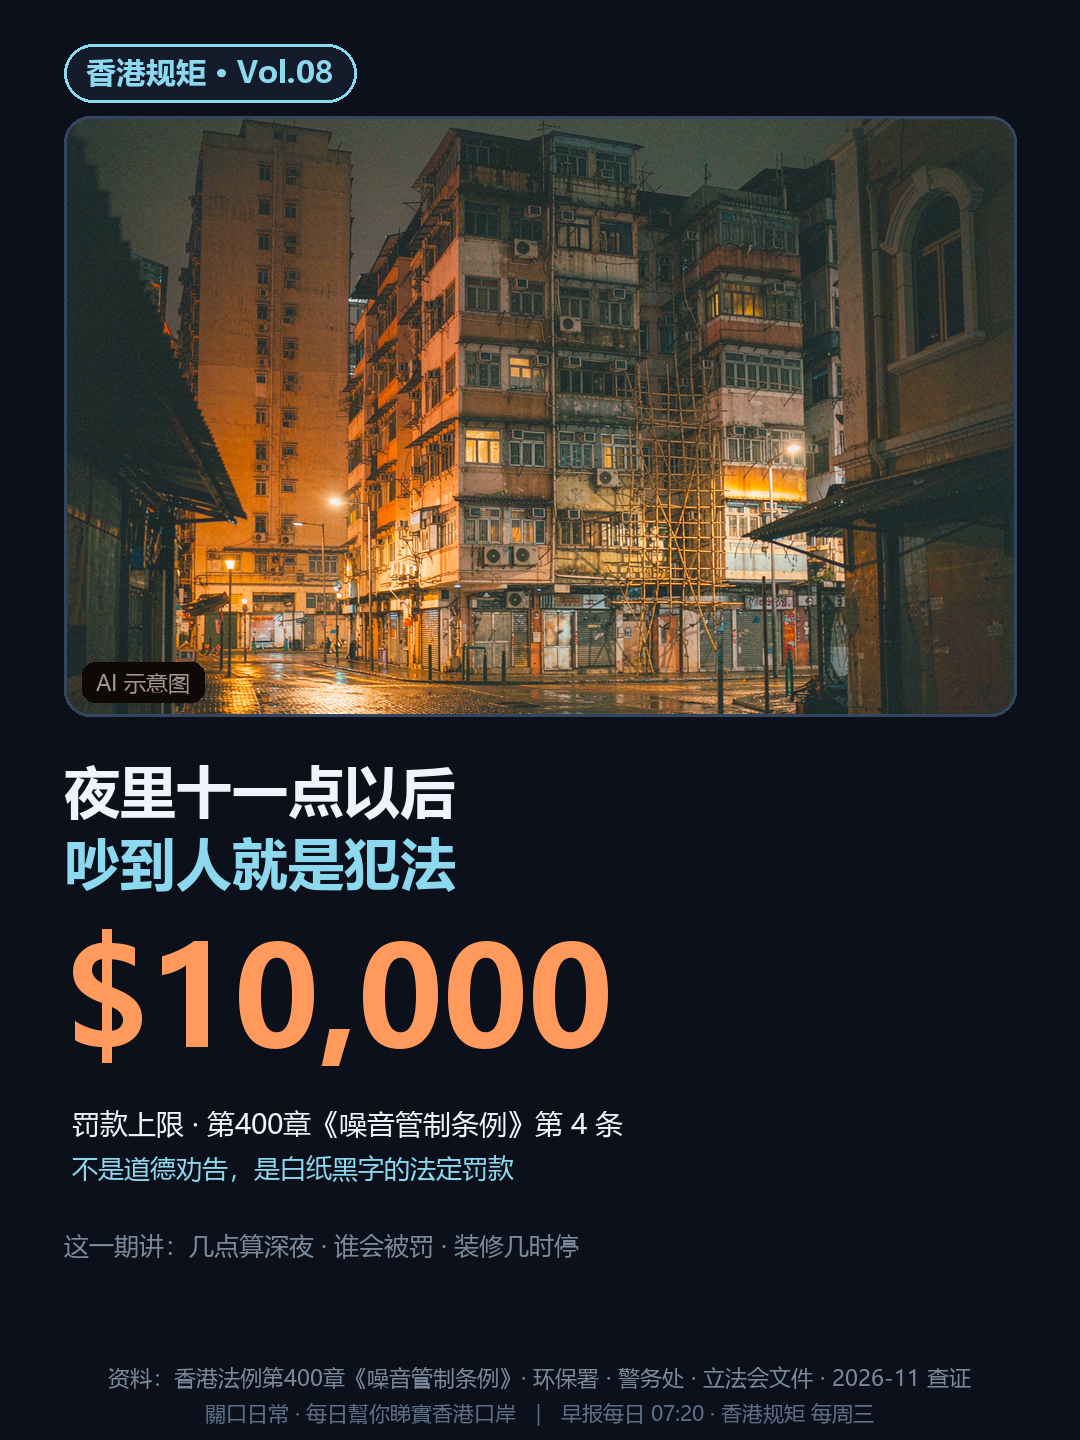 香港规矩 • Vol.08
AI 示意图
夜里十一点以后
吵到人就是犯法
$10,000
罚款上限 · 第400章《噪音管制条例》第 4 条
不是道德劝告，是白纸黑字的法定罚款
这一期讲：几点算深夜 · 谁会被罚 · 装修几时停
资料：香港法例第400章《噪音管制条例》· 环保署 · 警务处 · 立法会文件 · 2026-11 查证
關口日常 · 每日幫你睇實香港口岸 ｜ 早报每日 07:20 · 香港规矩 每周三